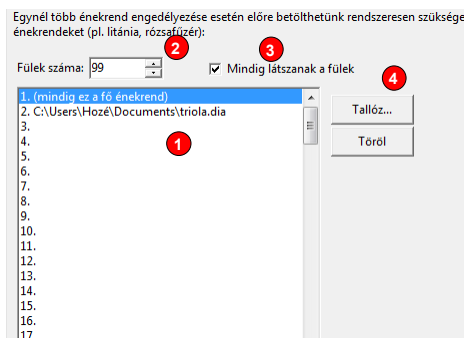 Egynél több énekrend engedélyezése esetén előre betölthetünk rendszeresen szüksége
énekrendeket (pl. litánia, rózsafűzér):
2
3
Fülek száma: 99
Mindig látszanak a fülek
4
1. (mindig ez a fő énekrend)
2. C:\Users\Hozé\Documents\triola.dia
Tallóz...
3.
4.
1
Töröl
5.
6.
7.
8.
9.
10.
11.
12.
13.
14.
15.
16.
17